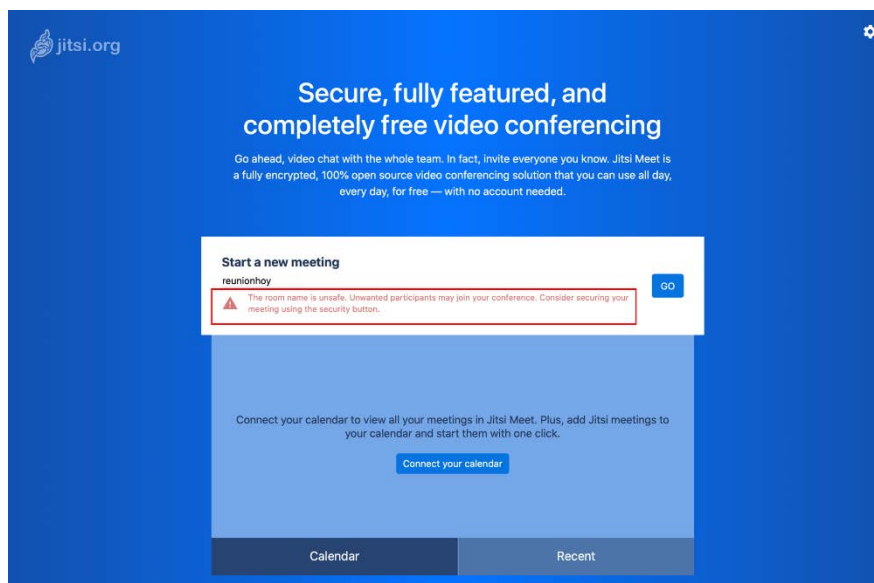 jitsi.org
Secure, fully featured, and
completely free video conferencing
Go ahead, video chat with the whole team. In fact, invite everyone you know. Jitsi Meet is
a fully encrypted, 100% open source video conferencing solution that you can use all day,
every day, for free — with no account needed.
Start a new meeting
reunionhoy
GO
The room name is unsafe. Unwanted participants may join your conference. Consider securing your
meeting using the security button.
Connect your calendar to view all your meetings in Jitsi Meet. Plus, add Jitsi meetings to
your calendar and start them with one click.
Connect your calendar
Calendar
Recent